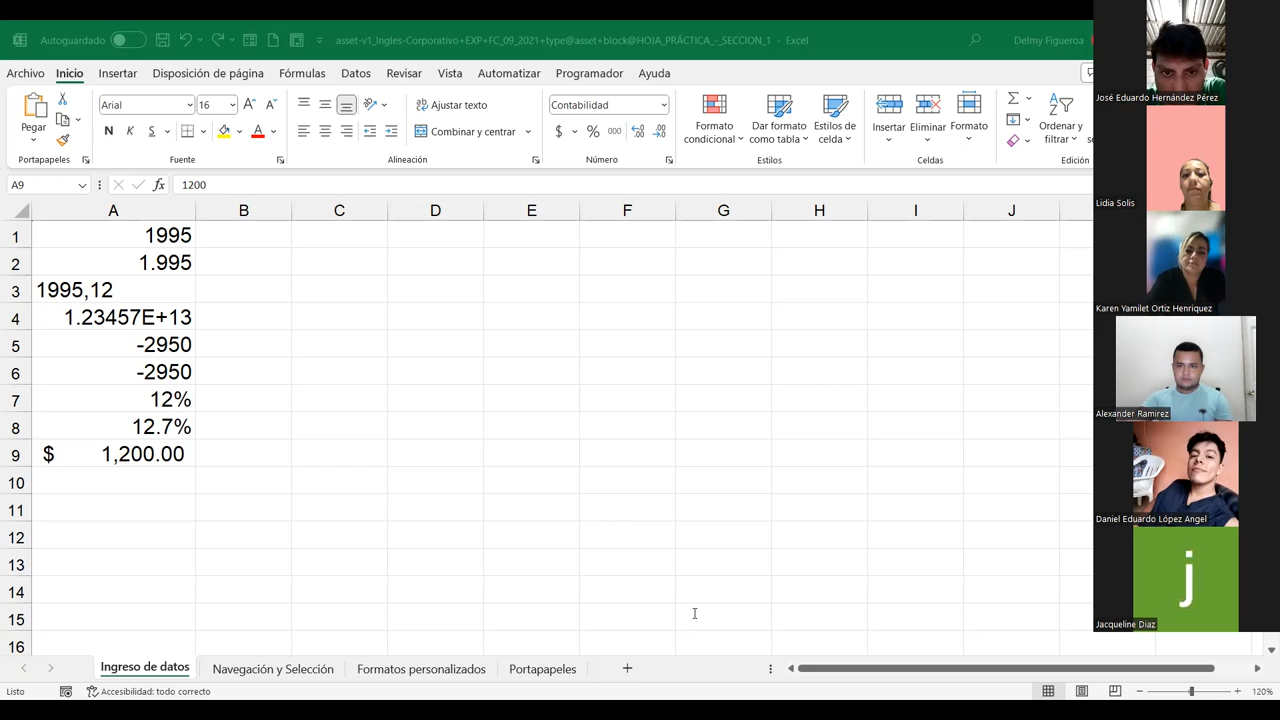 Autoguardado
asset-v1_Ingles-Corporativo+EXP+FC_09_2021+type@asset+block@HOJA_PRÁCTICA_-_SECCION_1 - Excel
Delmy Figueroa
Archivo Inicio Insertar Disposición de página Fórmulas Datos Revisar Vista Automatizar Programador Ayuda
Pegar
Arial 16
N K S
Ajustar texto
Combinar y centrar
Contabilidad
$ % 000
Formato condicional
Dar formato como tabla
Estilos de celda
Insertar Eliminar Formato
Ordenar y filtrar
Portapapeles Fuente Alineación Número Estilos Celdas Edición
A9 fx 1200
A B C D E F G H I J
1 1995
2 1.995
3 1995,12
4 1.23457E+13
5 -2950
6 -2950
7 12%
8 12.7%
9 $ 1,200.00
10
11
12
13
14
15
16
Ingreso de datos Navegación y Selección Formatos personalizados Portapapeles
Listo Accesibilidad: todo correcto 120%
José Eduardo Hernández Pérez
Lidia Solis
Karen Yamilet Ortiz Henriquez
Alexander Ramirez
Daniel Eduardo López Angel
j
Jacqueline Diaz